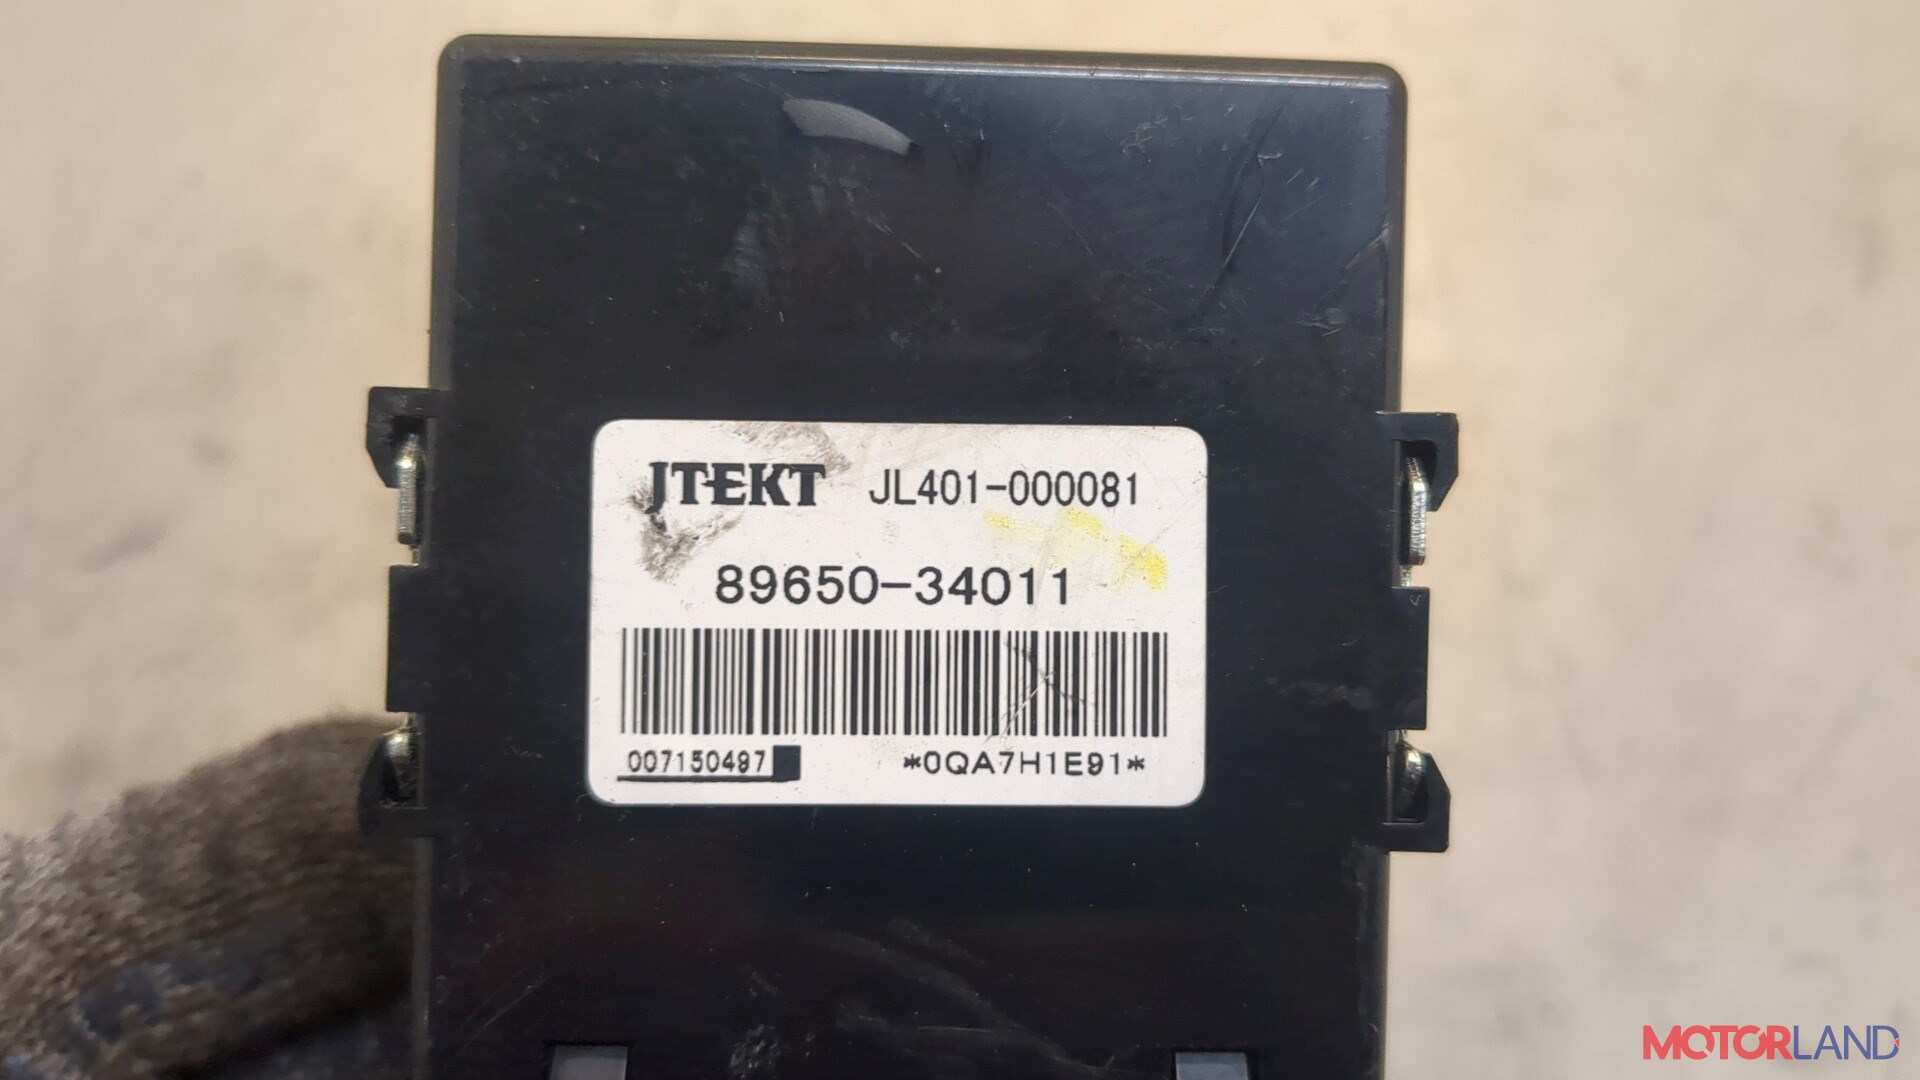 JTEKT JL401-000081
89650-34011
007150497 *0QA7H1E91*
MOTORLAND